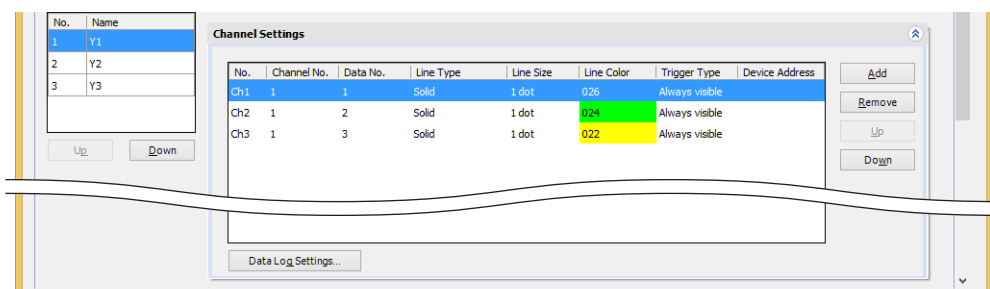 No. Name
1 Y1
2 Y2
3 Y3
Up Down
Channel Settings
No. Channel No. Data No. Line Type Line Size Line Color Trigger Type Device Address
Ch1 1 1 Solid 1 dot 026 Always visible
Ch2 1 2 Solid 1 dot 024 Always visible
Ch3 1 3 Solid 1 dot 022 Always visible
Add
Remove
Up
Down
Data Log Settings...